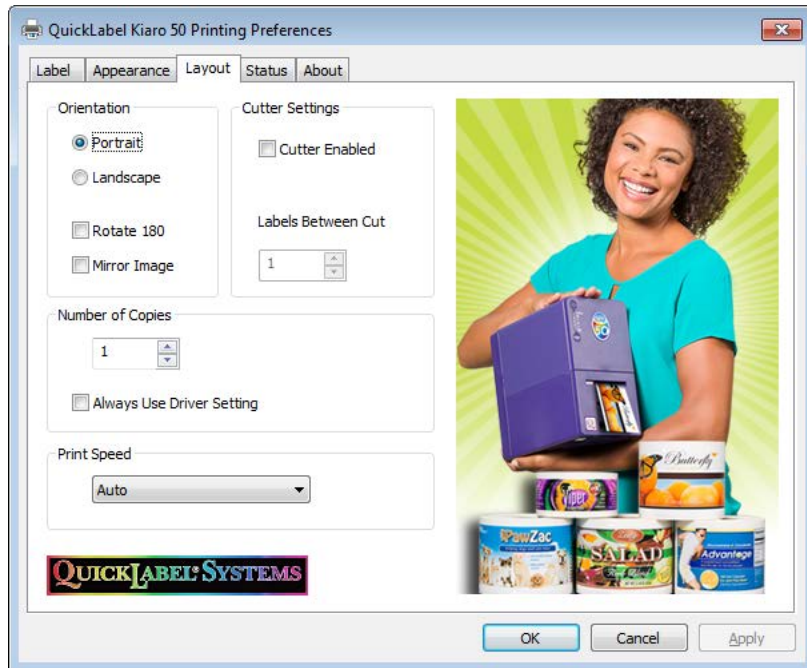 QuickLabel Kiaro 50 Printing Preferences
Label Appearance Layout Status About
Orientation
Portrait
Landscape
Rotate 180
Mirror Image
Cutter Settings
Cutter Enabled
Labels Between Cut
1
Number of Copies
1
Always Use Driver Setting
Print Speed
Auto
QUICKLABEL® SYSTEMS
50
Butterfly
Viper
PawZac
SALAD
Advantage
OK Cancel Apply